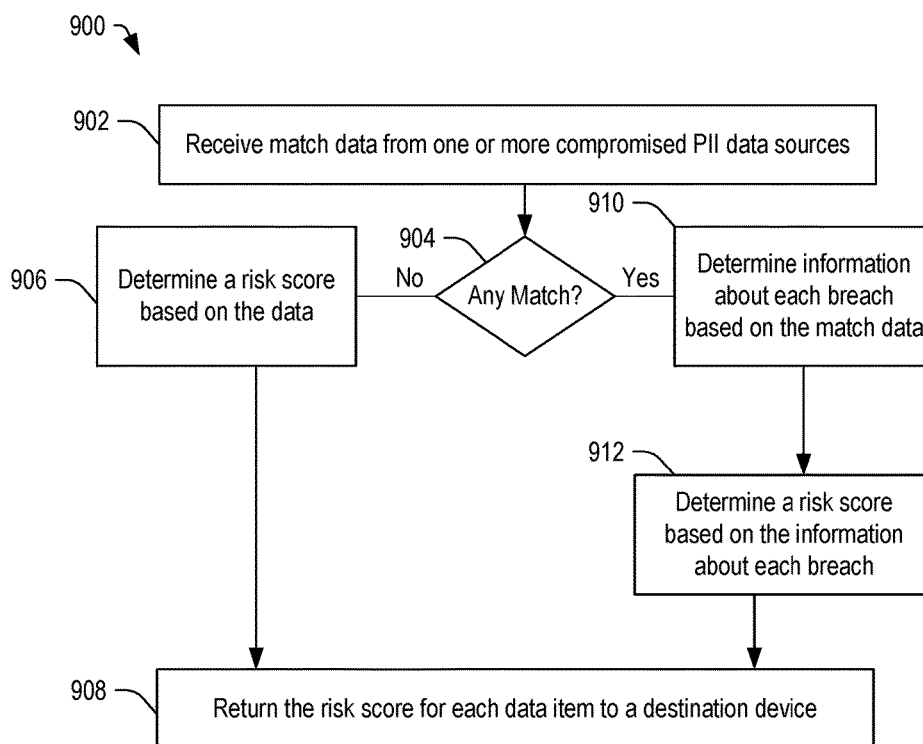 900
902
Receive match data from one or more compromised PII data sources
904
Any Match?
No
Yes
906
Determine a risk score
based on the data
910
Determine information
about each breach
based on the match data
912
Determine a risk score
based on the information
about each breach
908
Return the risk score for each data item to a destination device